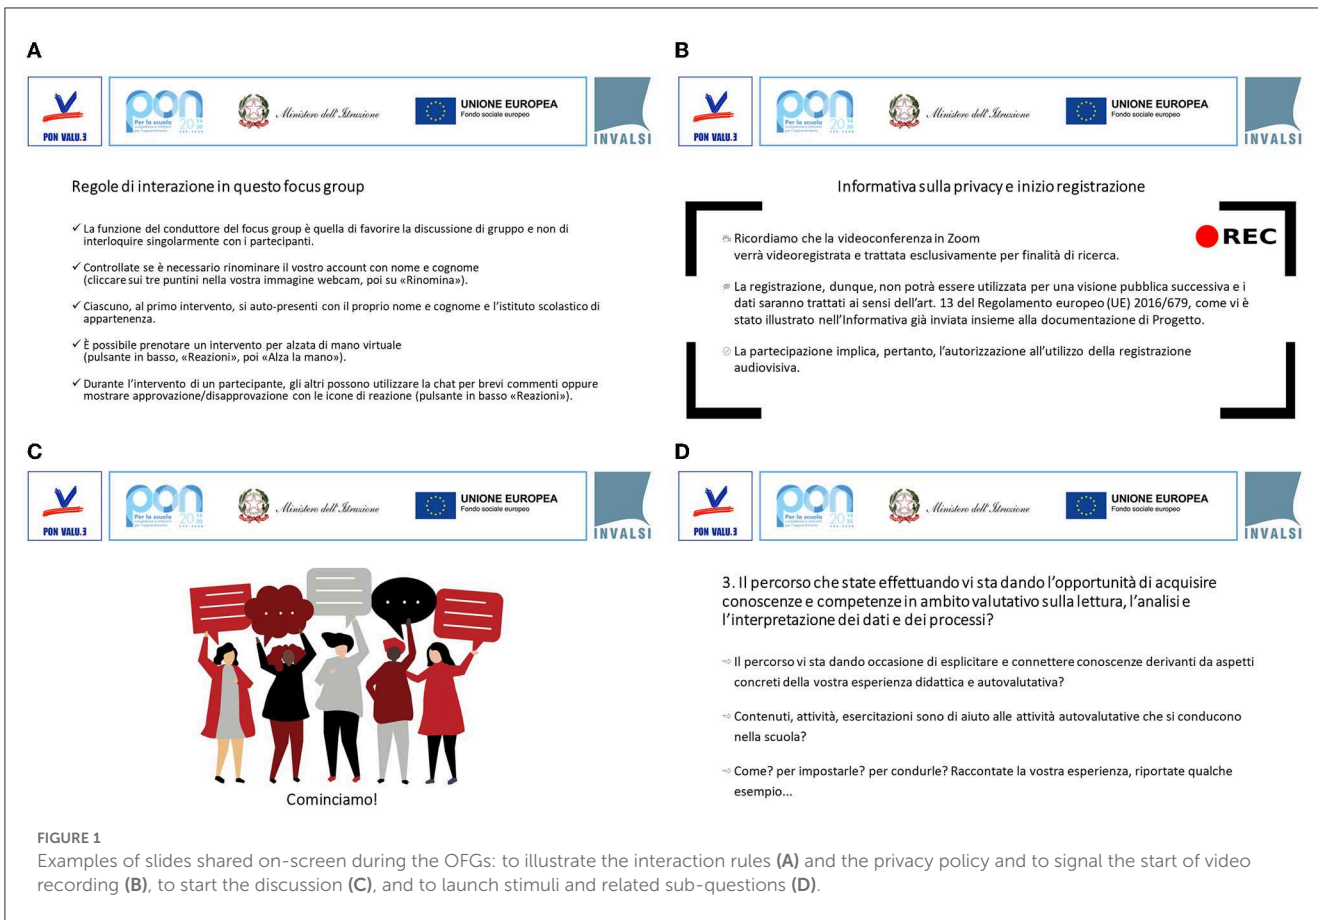 A
PON VALU.3
pon
Per la scuola
2014
2020
Ministero dell'Istruzione
UNIONE EUROPEA
Fondo sociale europeo
INVALSI
Regole di interazione in questo focus group
✓ La funzione del conduttore del focus group è quella di favorire la discussione di gruppo e non di
interloquire singolarmente con i partecipanti.
✓ Controllate se è necessario rinominare il vostro account con nome e cognome
(cliccare sui tre puntini nella vostra immagine webcam, poi su «Rinomina»).
✓ Ciascuno, al primo intervento, si auto-presenti con il proprio nome e cognome e l'istituto scolastico di
appartenenza.
✓ È possibile prenotare un intervento per alzata di mano virtuale
(pulsante in basso, «Reazioni», poi «Alza la mano»).
✓ Durante l'intervento di un partecipante, gli altri possono utilizzare la chat per brevi commenti oppure
mostrare approvazione/disapprovazione con le icone di reazione (pulsante in basso «Reazioni»).
B
PON VALU.3
pon
Per la scuola
2014
2020
Ministero dell'Istruzione
UNIONE EUROPEA
Fondo sociale europeo
INVALSI
Informativa sulla privacy e inizio registrazione
REC
Ricordiamo che la videoconferenza in Zoom
verrà videoregistrata e trattata esclusivamente per finalità di ricerca.
La registrazione, dunque, non potrà essere utilizzata per una visione pubblica successiva e i
dati saranno trattati ai sensi dell'art. 13 del Regolamento europeo (UE) 2016/679, come vi è
stato illustrato nell'Informativa già inviata insieme alla documentazione di Progetto.
La partecipazione implica, pertanto, l'autorizzazione all'utilizzo della registrazione
audiovisiva.
C
PON VALU.3
pon
Per la scuola
2014
2020
Ministero dell'Istruzione
UNIONE EUROPEA
Fondo sociale europeo
INVALSI
Cominciamo!
D
PON VALU.3
pon
Per la scuola
2014
2020
Ministero dell'Istruzione
UNIONE EUROPEA
Fondo sociale europeo
INVALSI
3. Il percorso che state effettuando vi sta dando l'opportunità di acquisire
conoscenze e competenze in ambito valutativo sulla lettura, l'analisi e
l'interpretazione dei dati e dei processi?
Il percorso vi sta dando occasione di esplicitare e connettere conoscenze derivanti da aspetti
concreti della vostra esperienza didattica e autovalutativa?
Contenuti, attività, esercitazioni sono di aiuto alle attività autovalutative che si conducono
nella scuola?
Come? per impostarle? per condurle? Raccontate la vostra esperienza, riportate qualche
esempio...
FIGURE 1
Examples of slides shared on-screen during the OFGs: to illustrate the interaction rules (A) and the privacy policy and to signal the start of video
recording (B), to start the discussion (C), and to launch stimuli and related sub-questions (D).